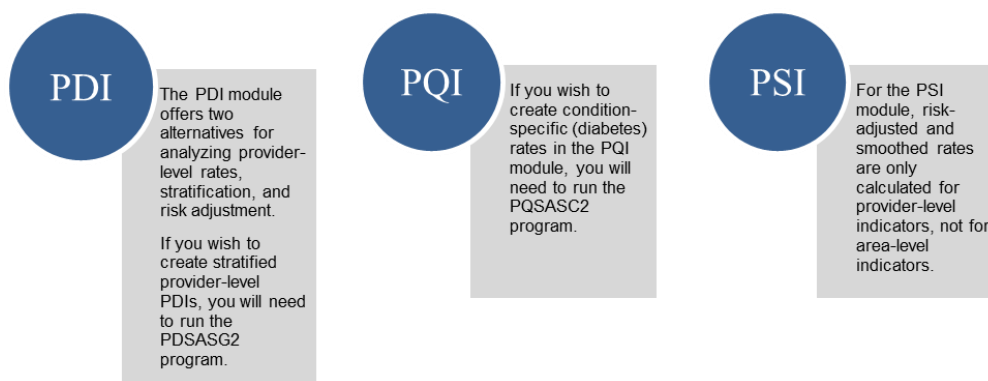 PDI
The PDI module
offers two
alternatives for
analyzing provider-
level rates,
stratification, and
risk adjustment.
If you wish to
create stratified
provider-level
PDIs, you will need
to run the
PDSASG2
program.
PQI
If you wish to
create condition-
specific (diabetes)
rates in the PQI
module, you will
need to run the
PQSASC2
program.
PSI
For the PSI
module, risk-
adjusted and
smoothed rates
are only
calculated for
provider-level
indicators, not for
area-level
indicators.